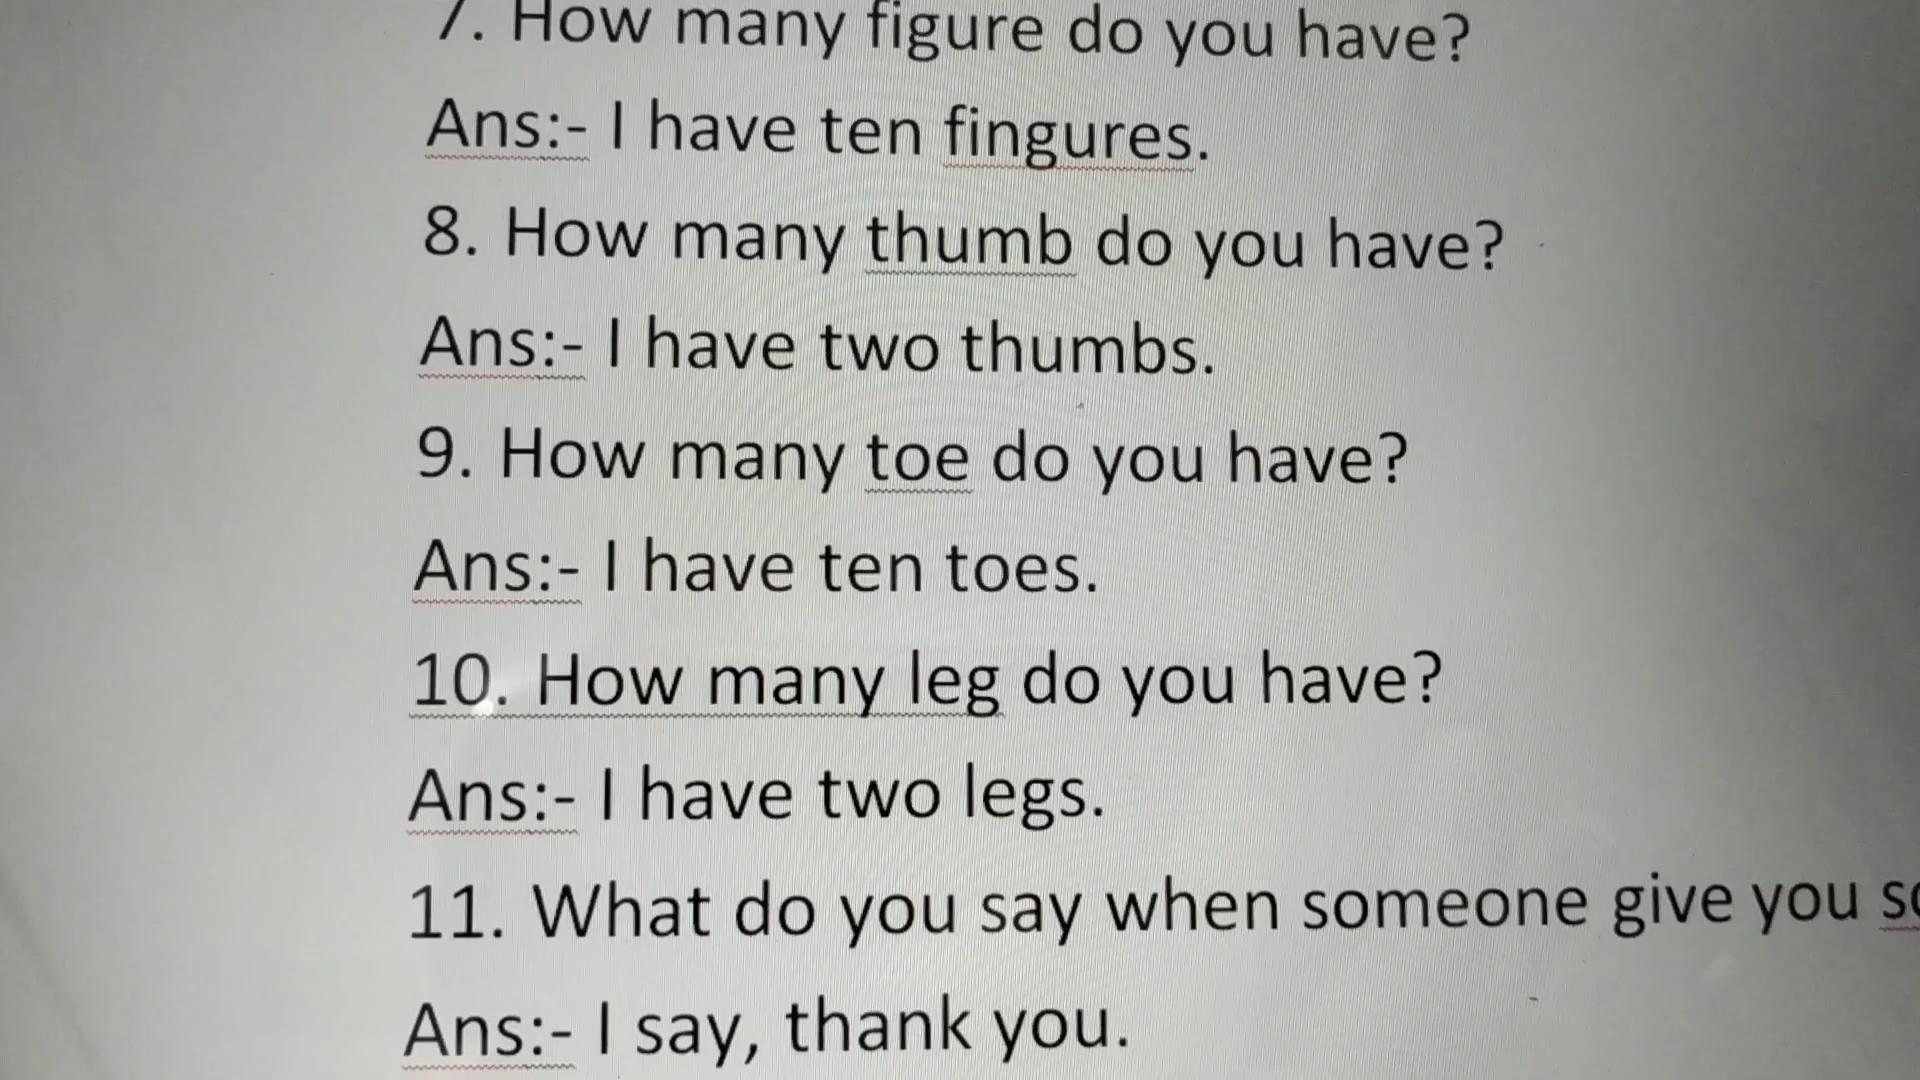 7. How many figure do you have?
Ans:- I have ten fingures.
8. How many thumb do you have?
Ans:- I have two thumbs.
9. How many toe do you have?
Ans:- I have ten toes.
10. How many leg do you have?
Ans:- I have two legs.
11. What do you say when someone give you
Ans:- I say, thank you.